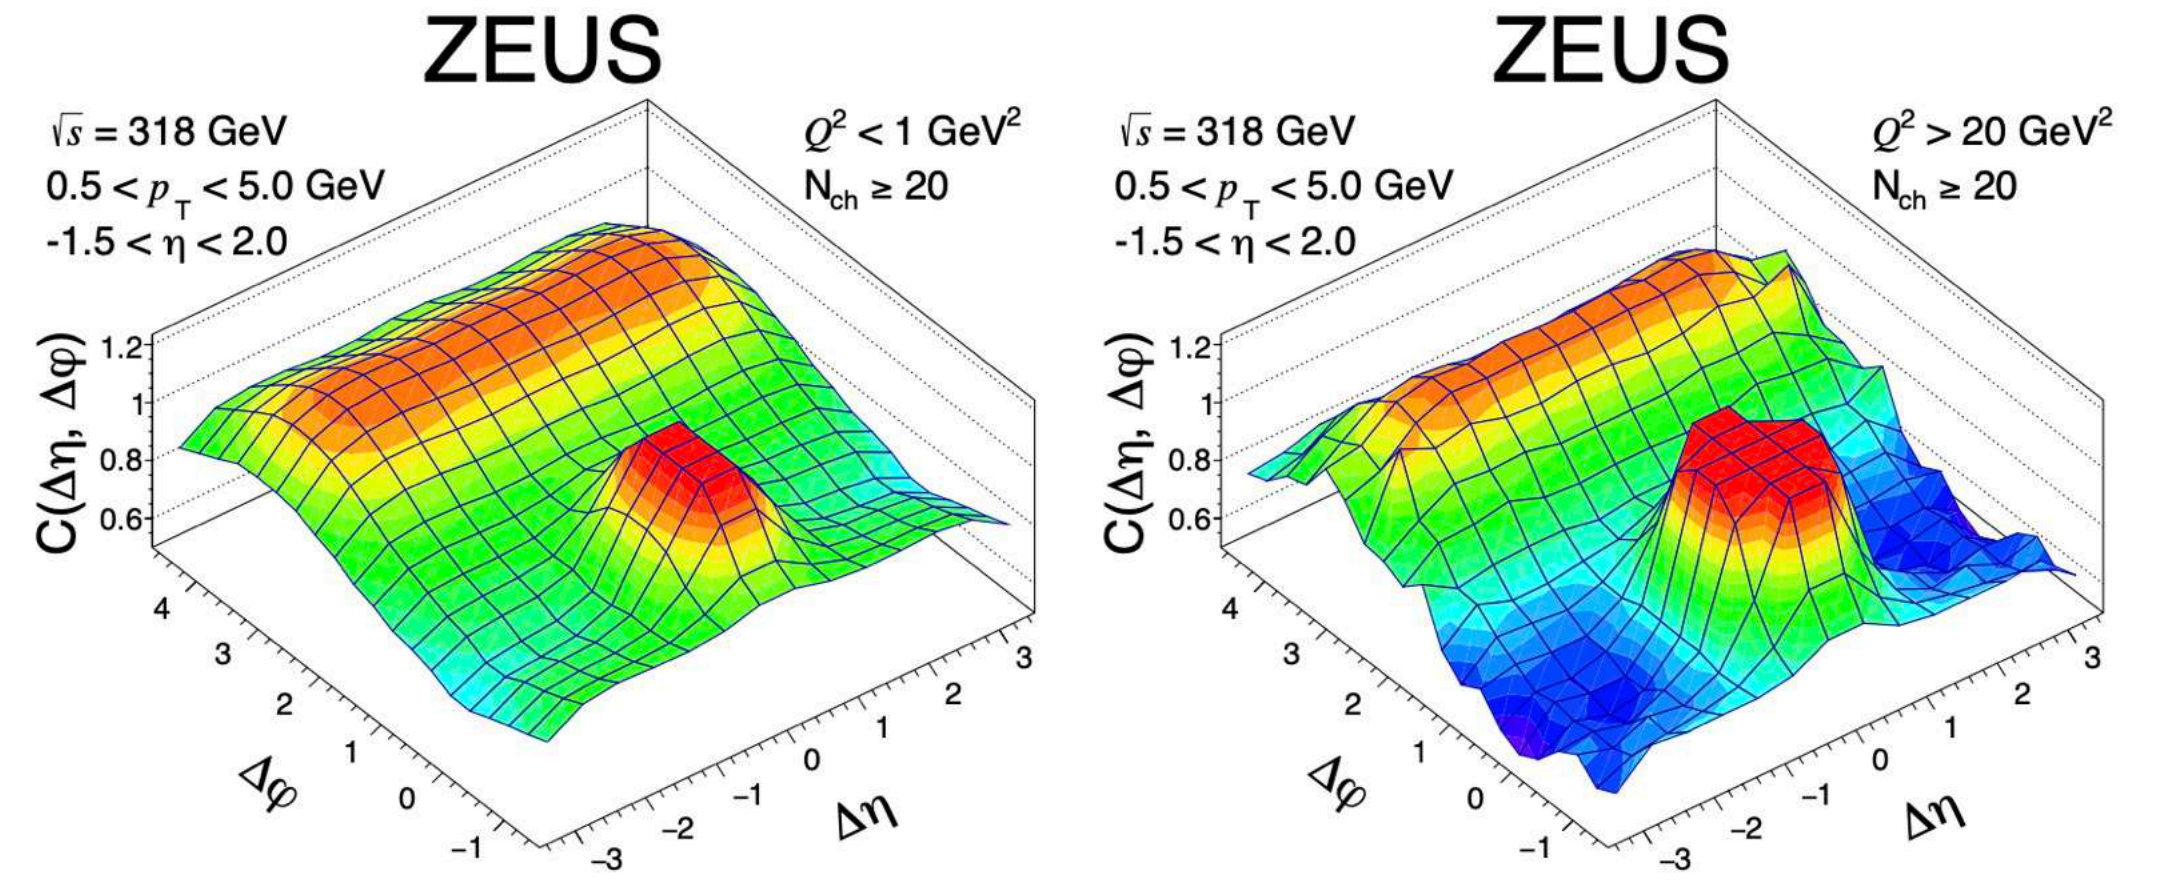 ZEUS
√s = 318 GeV
0.5 < p_T < 5.0 GeV
-1.5 < η < 2.0
Q² < 1 GeV²
N_ch ≥ 20
C(Δη, Δφ)
1.2
1
0.8
0.6
4
3
2
1
0
−1
Δφ
−3
−2
−1
0
1
2
3
Δη
ZEUS
√s = 318 GeV
0.5 < p_T < 5.0 GeV
-1.5 < η < 2.0
Q² > 20 GeV²
N_ch ≥ 20
C(Δη, Δφ)
1.2
1
0.8
0.6
4
3
2
1
0
−1
Δφ
−3
−2
−1
0
1
2
3
Δη